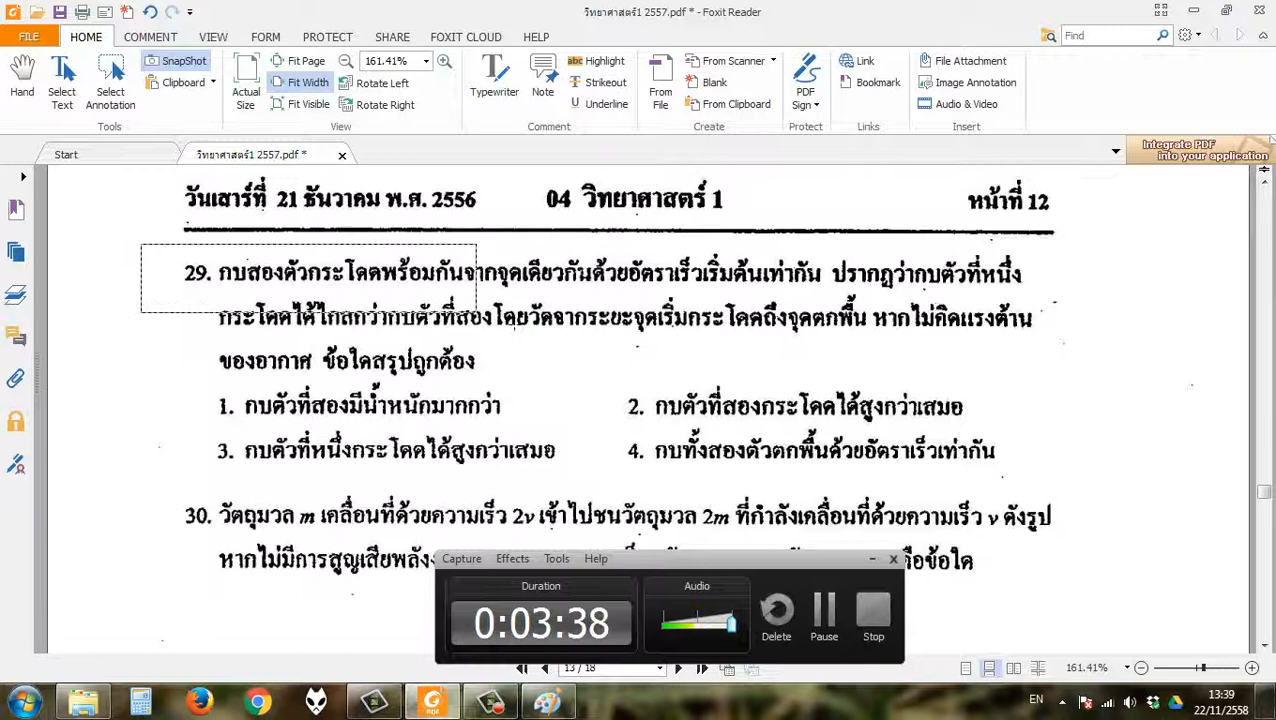 วิทยาศาสตร์1 2557.pdf * - Foxit Reader
FILE HOME COMMENT VIEW FORM PROTECT SHARE FOXIT CLOUD HELP Find
SnapShot Fit Page 161.41% abc Highlight From Scanner Link File Attachment
Hand Select Text Select Annotation Clipboard Actual Size Fit Width Rotate Left Typewriter Note Strikeout From File Blank PDF Sign Bookmark Image Annotation
Fit Visible Rotate Right Underline From Clipboard Audio & Video
Tools View Comment Create Protect Links Insert
Start วิทยาศาสตร์1 2557.pdf * Integrate PDF
into your application
วันเสาร์ที่ 21 ธันวาคม พ.ศ. 2556 04 วิทยาศาสตร์ 1 หน้าที่ 12
29. กบสองตัวกระโดดพร้อมกันจากจุดเดียวกันด้วยอัตราเร็วเริ่มต้นเท่ากัน ปรากฏว่ากบตัวที่หนึ่ง
กระโดดได้ไกลกว่ากบตัวที่สองโดยวัดจากระยะจุดเริ่มกระโดดถึงจุดตกพื้น หากไม่คิดแรงต้าน
ของอากาศ ข้อใดสรุปถูกต้อง
1. กบตัวที่สองมีน้ำหนักมากกว่า 2. กบตัวที่สองกระโดดได้สูงกว่าเสมอ
3. กบตัวที่หนึ่งกระโดดได้สูงกว่าเสมอ 4. กบทั้งสองตัวตกพื้นด้วยอัตราเร็วเท่ากัน
30. วัตถุมวล m เคลื่อนที่ด้วยความเร็ว 2v เข้าไปชนวัตถุมวล 2m ที่กำลังเคลื่อนที่ด้วยความเร็ว v ดังรูป
หากไม่มีการสูญเสียพลัง คือข้อใด
Capture Effects Tools Help
Duration Audio
0:03:38
Delete Pause Stop
13 / 18 161.41%
EN 13:39
22/11/2558